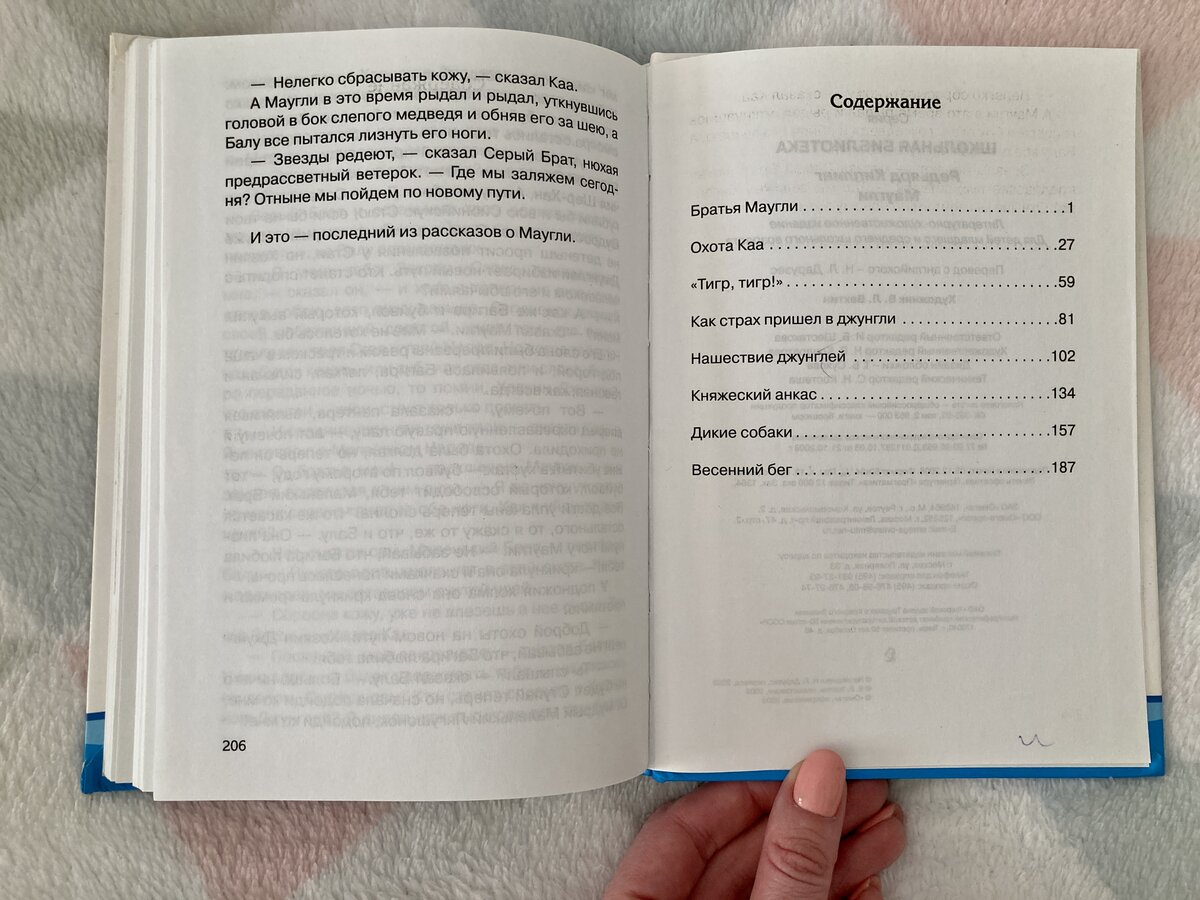 — Нелегко сбрасывать кожу, — сказал Каа.
А Маугли в это время рыдал и рыдал, уткнувшись
головой в бок слепого медведя и обняв его за шею, а
Балу все пытался лизнуть его ноги.
— Звезды редеют, — сказал Серый Брат, нюхая
предрассветный ветерок. — Где мы заляжем сегод-
ня? Отныне мы пойдем по новому пути.
И это — последний из рассказов о Маугли.
206
Содержание
Братья Маугли ..............................1
Охота Каа ..............................27
«Тигр, тигр!» ..............................59
Как страх пришел в джунгли ..............................81
Нашествие джунглей ..............................102
Княжеский анкас ..............................134
Дикие собаки ..............................157
Весенний бег ..............................187